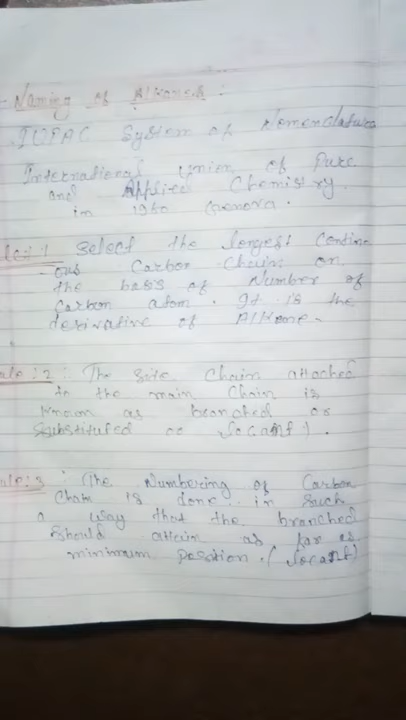 Naming of Alkanes :
IUPAC System of Nomenclature
International Union of Pure
and Applied Chemistry.
in 1960 Genova.
Select the longest Contine
-ous Carbon Chain on
the basis of Number of
Carbon atom. It is the
derivative of Alkane.
Rule:2 : The Side Chain attached
to the main Chain is
Known as branched or
Substituted or locant).
Rule:3 : The Numbering of Carbon
Chain is done in such
a way that the branched
Should attain as far as
minimum Position. (locant)